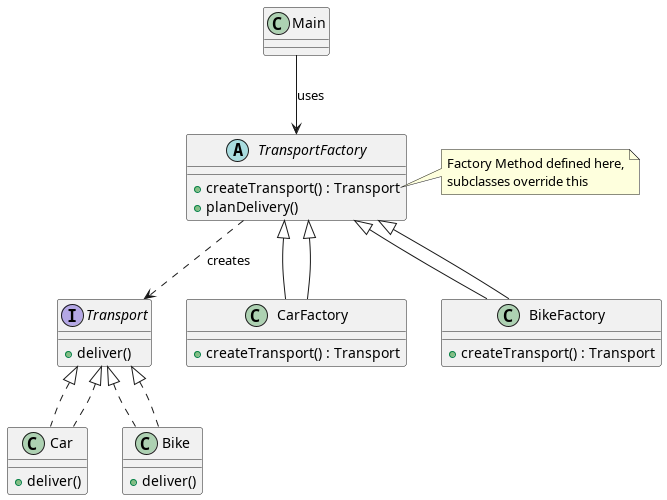 C Main
uses
A TransportFactory
createTransport() : Transport
planDelivery()
Factory Method defined here,
subclasses override this
creates
I Transport
deliver()
C CarFactory
createTransport() : Transport
C BikeFactory
createTransport() : Transport
C Car
deliver()
C Bike
deliver()